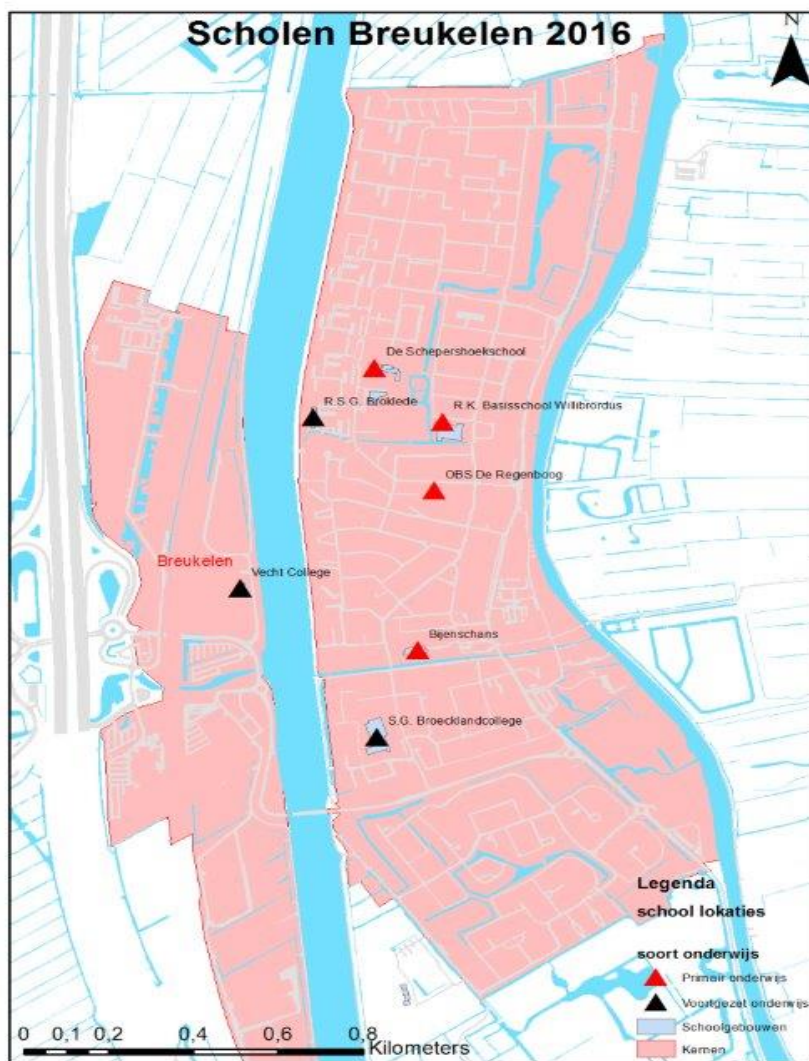 Scholen Breukelen 2016
N
De Schepershoekschool
R.S.G. Broklede
R.K. Basisschool Willibrordus
OBS De Regenboog
Breukelen
Vecht College
Bijenschans
S.G. Broecklandcollege
Legenda
school lokaties
soort onderwijs
Primair onderwijs
Voortgezet onderwijs
Schoolgebouwen
Kernen
0 0,1 0,2 0,4 0,6 0,8
Kilometers